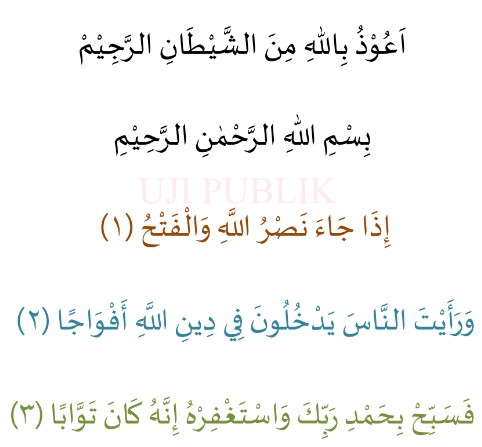 اَعُوْذُ بِاللهِ مِنَ الشَّيْطَانِ الرَّجِيْمْ
بِسْمِ اللهِ الرَّحْمٰنِ الرَّحِيْمِ
UJI PUBLIK
إِذَا جَاءَ نَصْرُ اللَّهِ وَالْفَتْحُ (١)
وَرَأَيْتَ النَّاسَ يَدْخُلُونَ فِي دِينِ اللَّهِ أَفْوَاجًا (٢)
فَسَبِّحْ بِحَمْدِ رَبِّكَ وَاسْتَغْفِرْهُ إِنَّهُ كَانَ تَوَّابًا (٣)